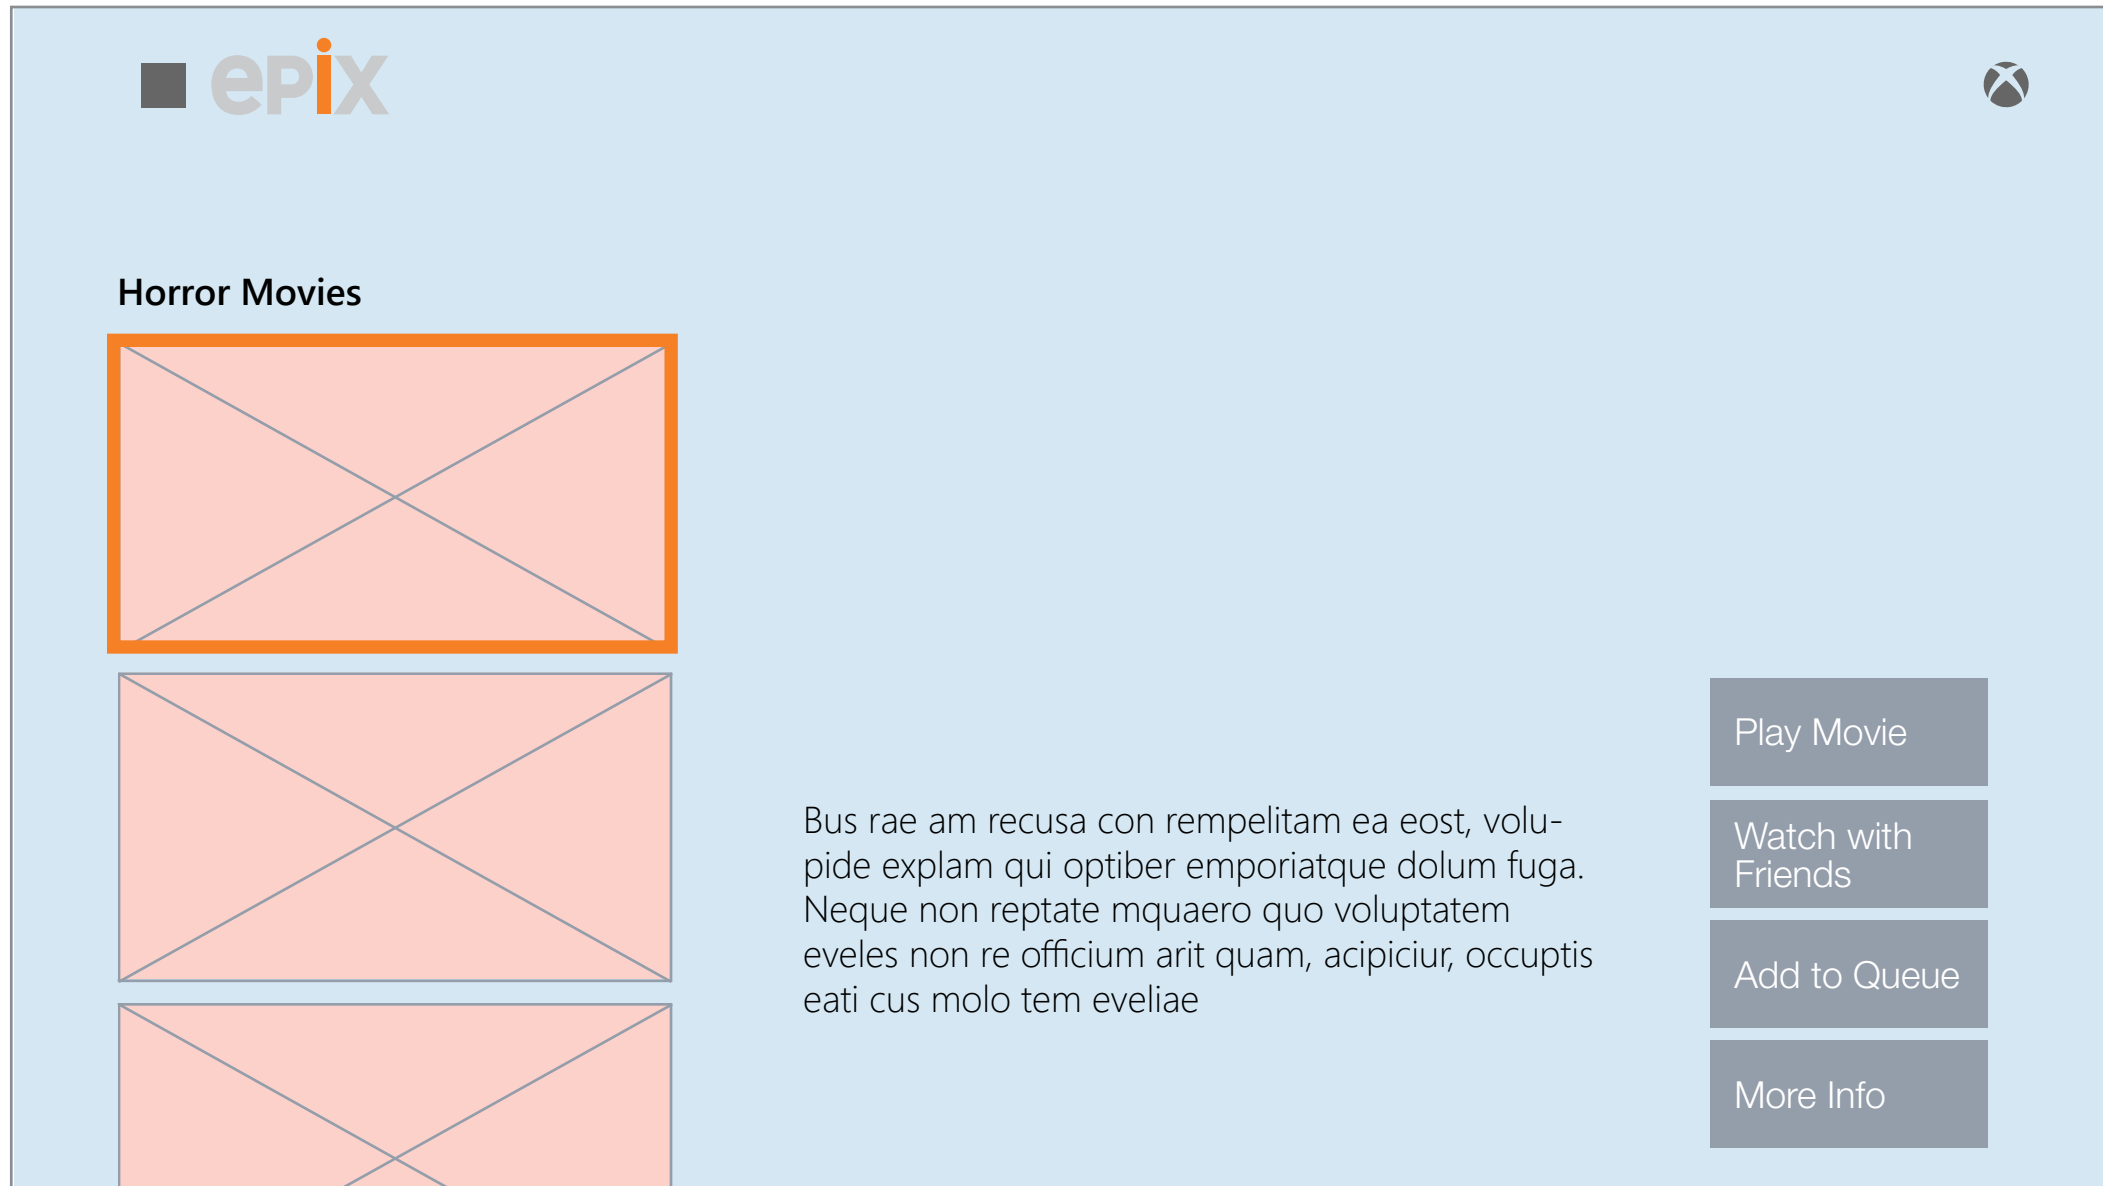 epix
Horror Movies
Bus rae am recusa con rempelitam ea eost, volu-
pide explam qui optiber emporiatque dolum fuga.
Neque non reptate mquaero quo voluptatem
eveles non re officium arit quam, acipiciur, occuptis
eati cus molo tem eveliae
Play Movie
Watch with
Friends
Add to Queue
More Info